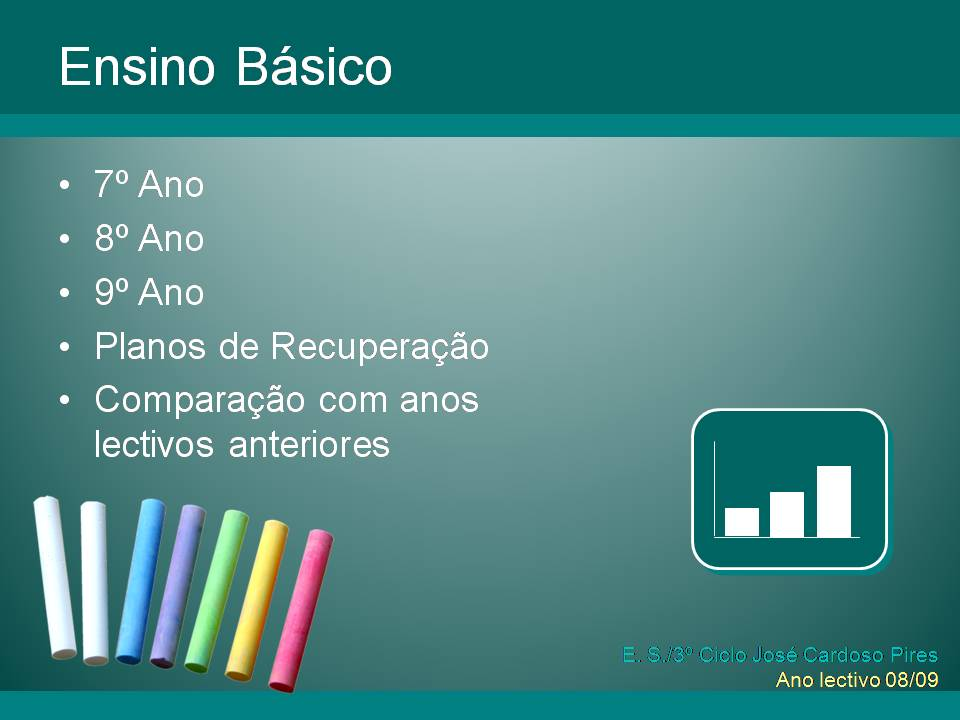 Ensino Básico
• 7º Ano
• 8º Ano
• 9º Ano
• Planos de Recuperação
• Comparação com anos
lectivos anteriores
E. S./3º Ciclo José Cardoso Pires
Ano lectivo 08/09